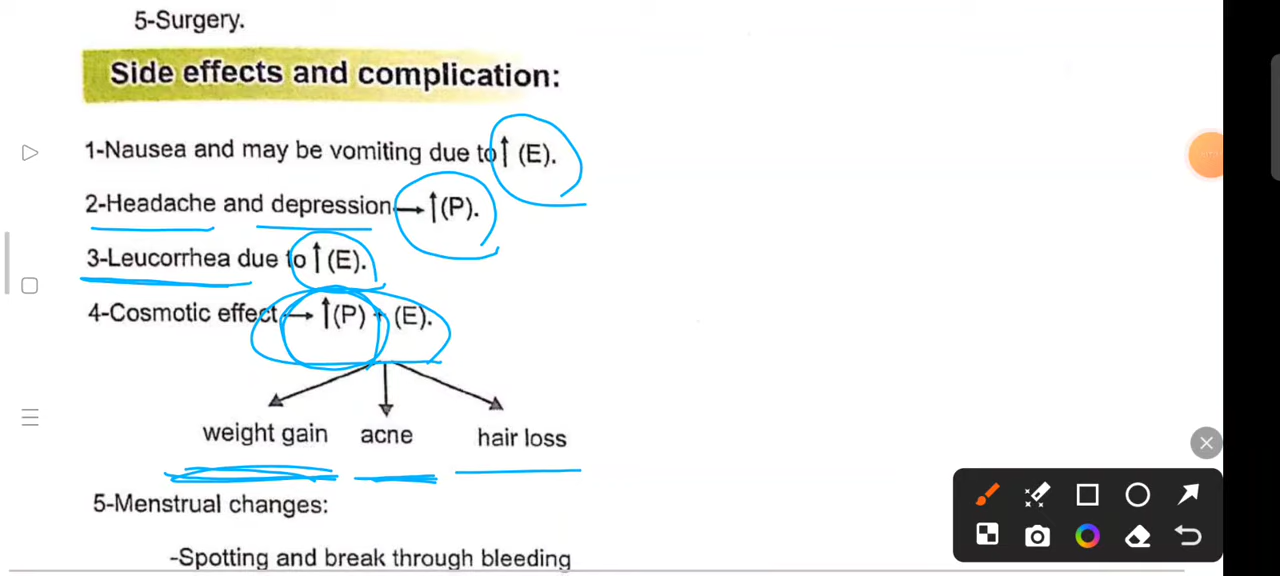 5-Surgery.
Side effects and complication:
1-Nausea and may be vomiting due to ↑ (E).
2-Headache and depression → ↑(P).
3-Leucorrhea due to ↑ (E).
4-Cosmotic effect → ↑(P) + (E).
weight gain acne hair loss
5-Menstrual changes:
-Spotting and break through bleeding